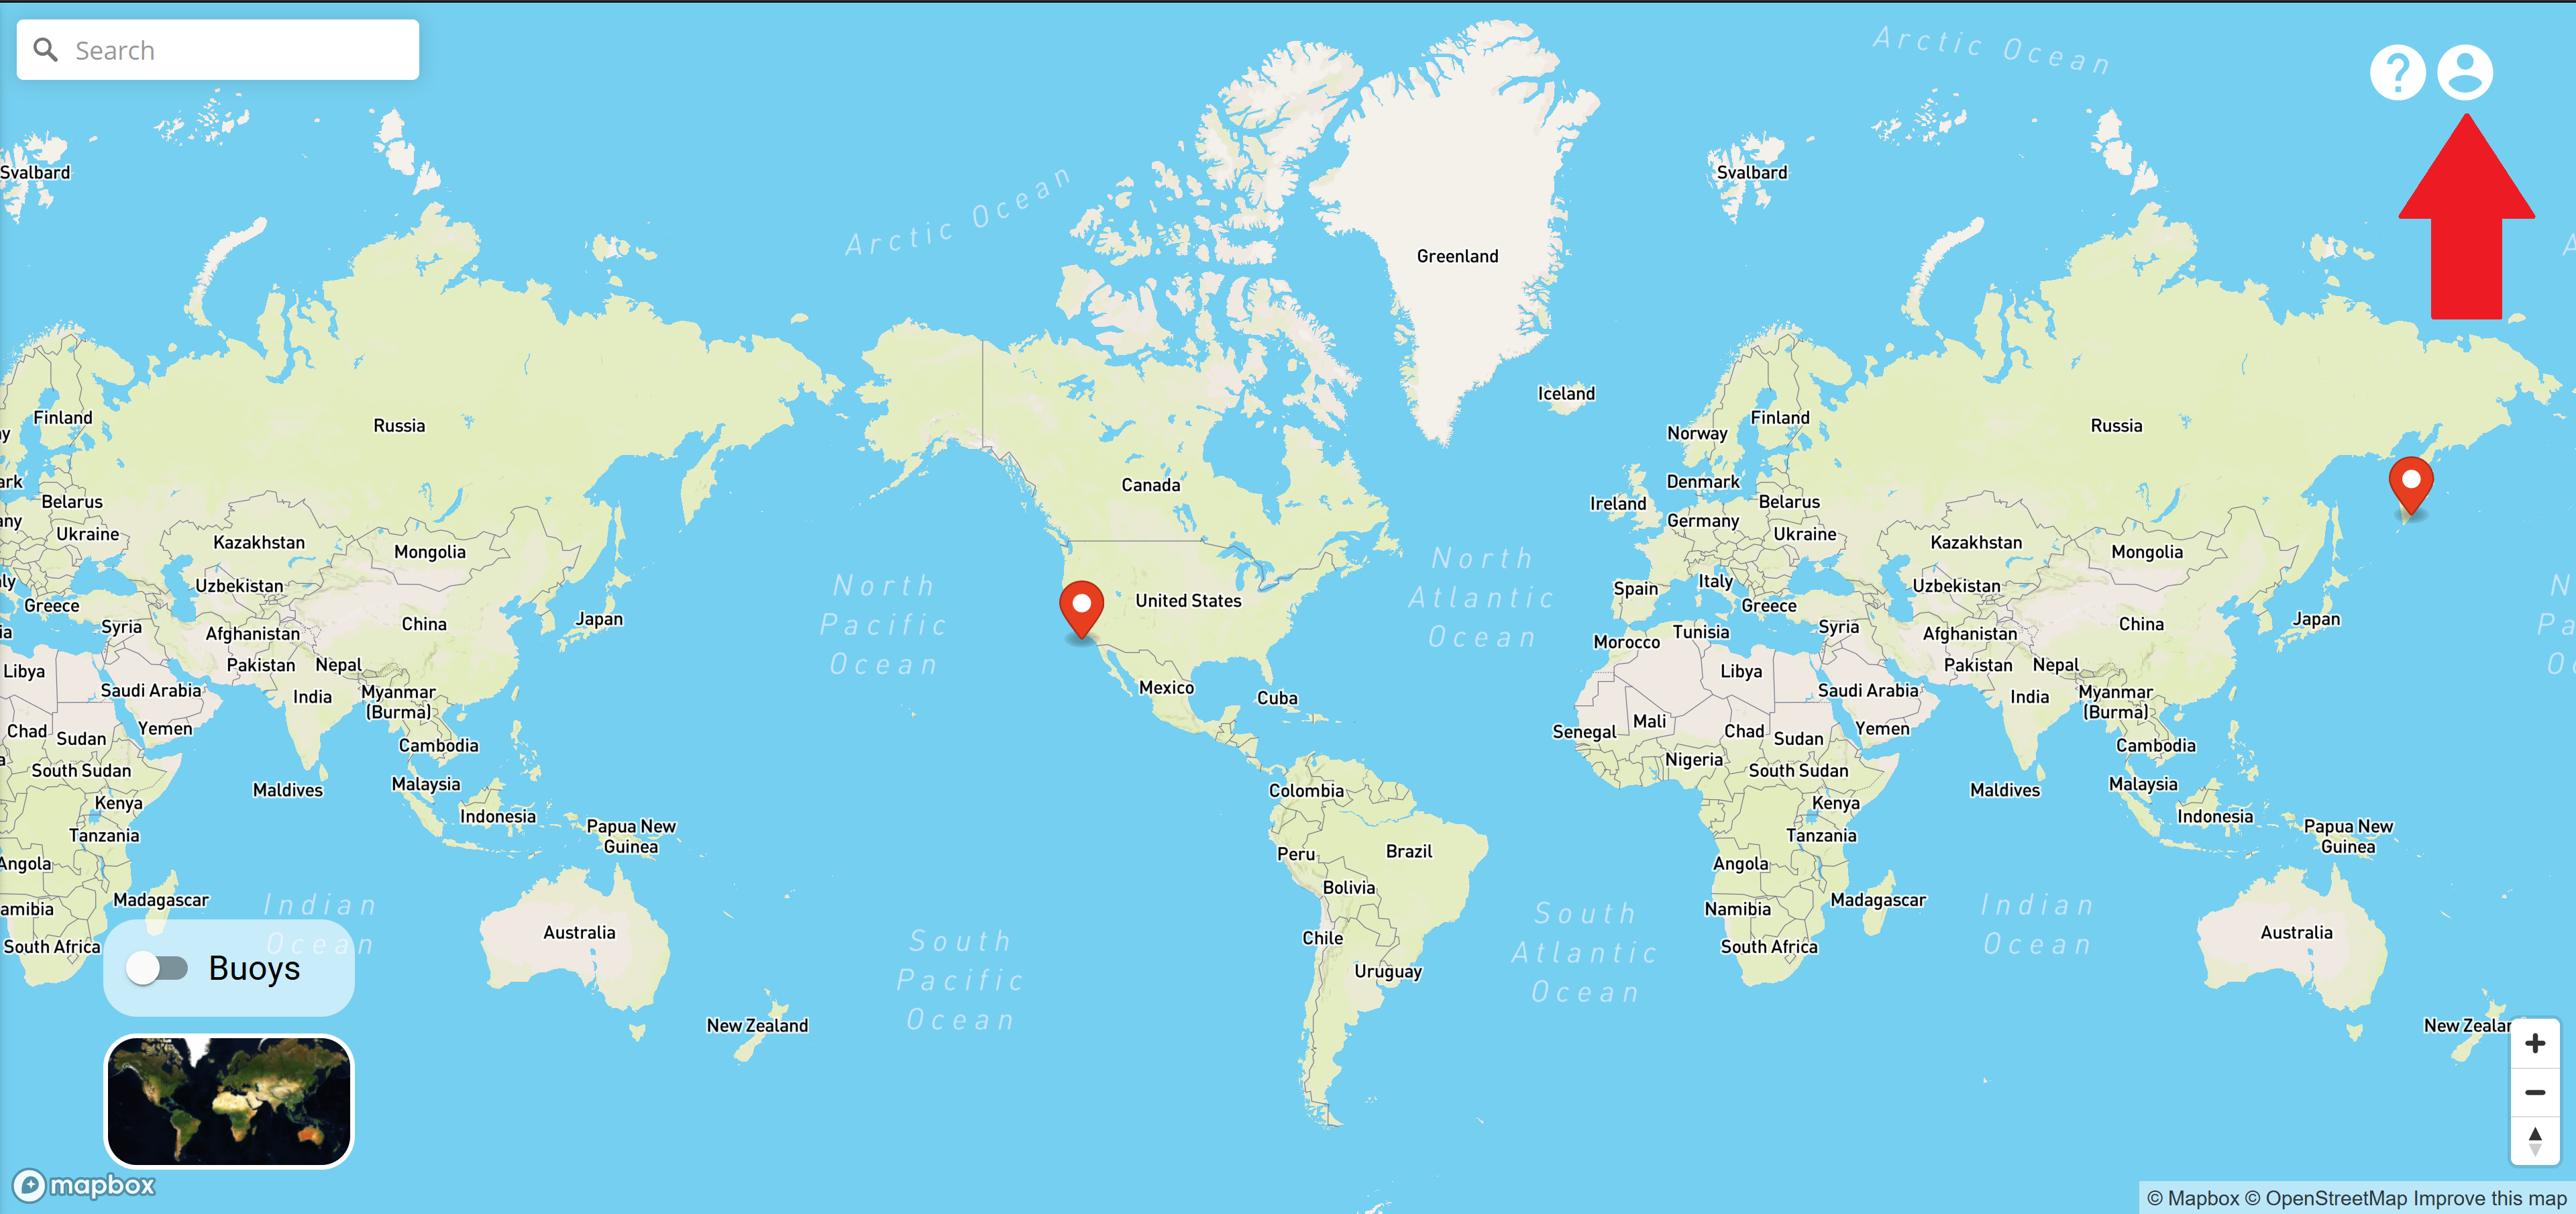 Search
?
Arctic Ocean
Arctic Ocean
Svalbard
Svalbard
Greenland
Finland
Russia
Iceland
Norway
Finland
Russia
Canada
Denmark
Ireland
Belarus
Germany
Ukraine
Belarus
Ukraine
Kazakhstan
Mongolia
Kazakhstan
Mongolia
North
Pacific
Ocean
North
Atlantic
Ocean
United States
Uzbekistan
Greece
Japan
China
Syria
Afghanistan
Pakistan
Nepal
Libya
Saudi Arabia
India
Myanmar
(Burma)
Yemen
Chad
Sudan
Cambodia
South Sudan
Maldives
Malaysia
Kenya
Indonesia
Tanzania
Papua New
Guinea
Angola
Madagascar
amibia
Indian
Ocean
South Africa
Australia
New Zealand
Mexico
Cuba
Colombia
Peru
Brazil
Bolivia
Chile
Uruguay
South
Pacific
Ocean
South
Atlantic
Ocean
Spain
Italy
Greece
Uzbekistan
Morocco
Tunisia
Syria
Afghanistan
China
Japan
Libya
Pakistan
Nepal
Saudi Arabia
India
Myanmar
(Burma)
Senegal
Mali
Chad
Sudan
Yemen
Cambodia
Nigeria
South Sudan
Maldives
Malaysia
Kenya
Indonesia
Tanzania
Papua New
Guinea
Angola
Namibia
Madagascar
Indian
Ocean
South Africa
Australia
New Zealan
Buoys
mapbox
© Mapbox © OpenStreetMap Improve this map